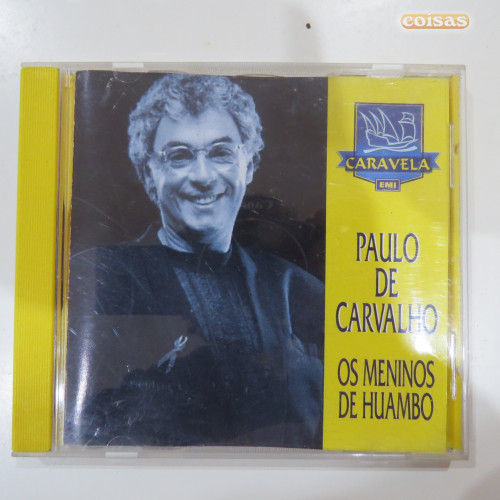 coisas
CARAVELA
EMI
PAULO
DE
CARVALHO
OS MENINOS
DE HUAMBO